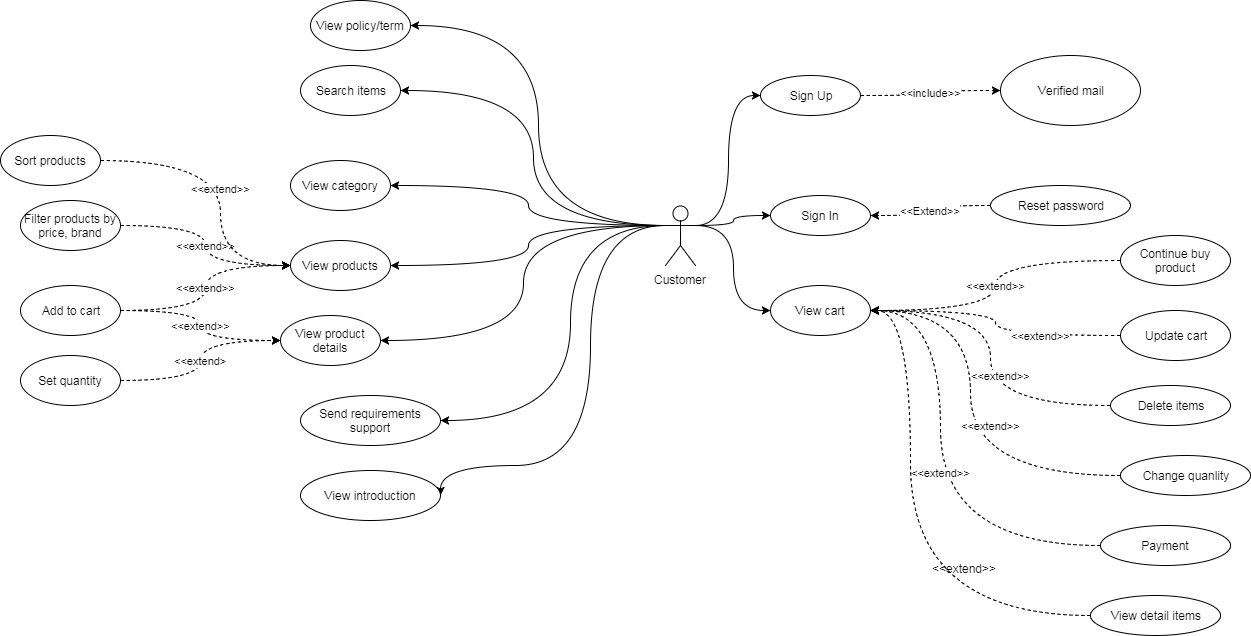 View policy/term
Search items
Sign Up
<<include>>
Verified mail
Sort products
<<extend>>
View category
Filter products by
price, brand
<<extend>>
Sign In
<<Extend>>
Reset password
View products
Customer
Continue buy
product
<<extend>>
<<extend>>
Add to cart
<<extend>>
View cart
View product
details
<<extend>>
Update cart
Set quantity
<<extend>
<<extend>>
Delete items
Send requirements
support
<<extend>>
View introduction
<<extend>>
Change quanlity
Payment
<<extend>>
View detail items